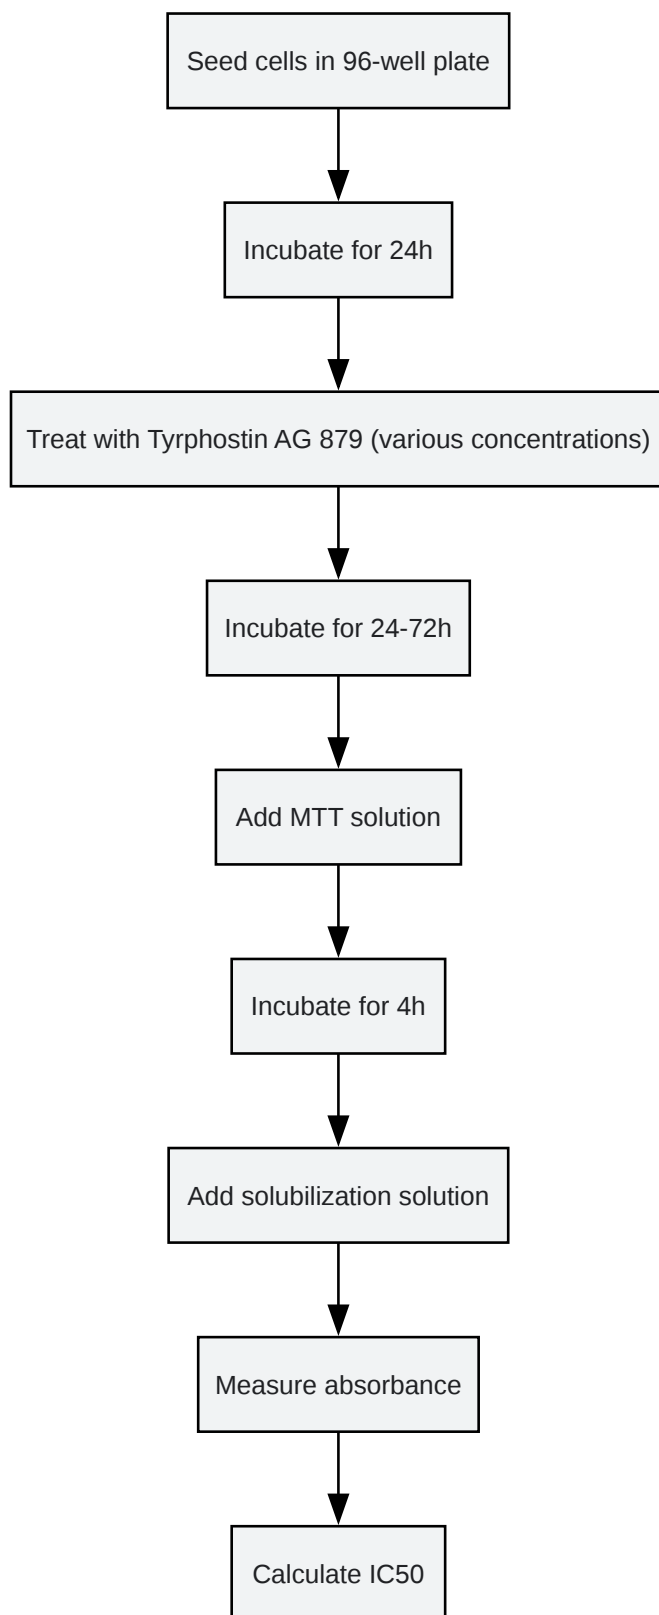 Seed cells in 96-well plate
Incubate for 24h
Treat with Tyrphostin AG 879 (various concentrations)
Incubate for 24-72h
Add MTT solution
Incubate for 4h
Add solubilization solution
Measure absorbance
Calculate IC50